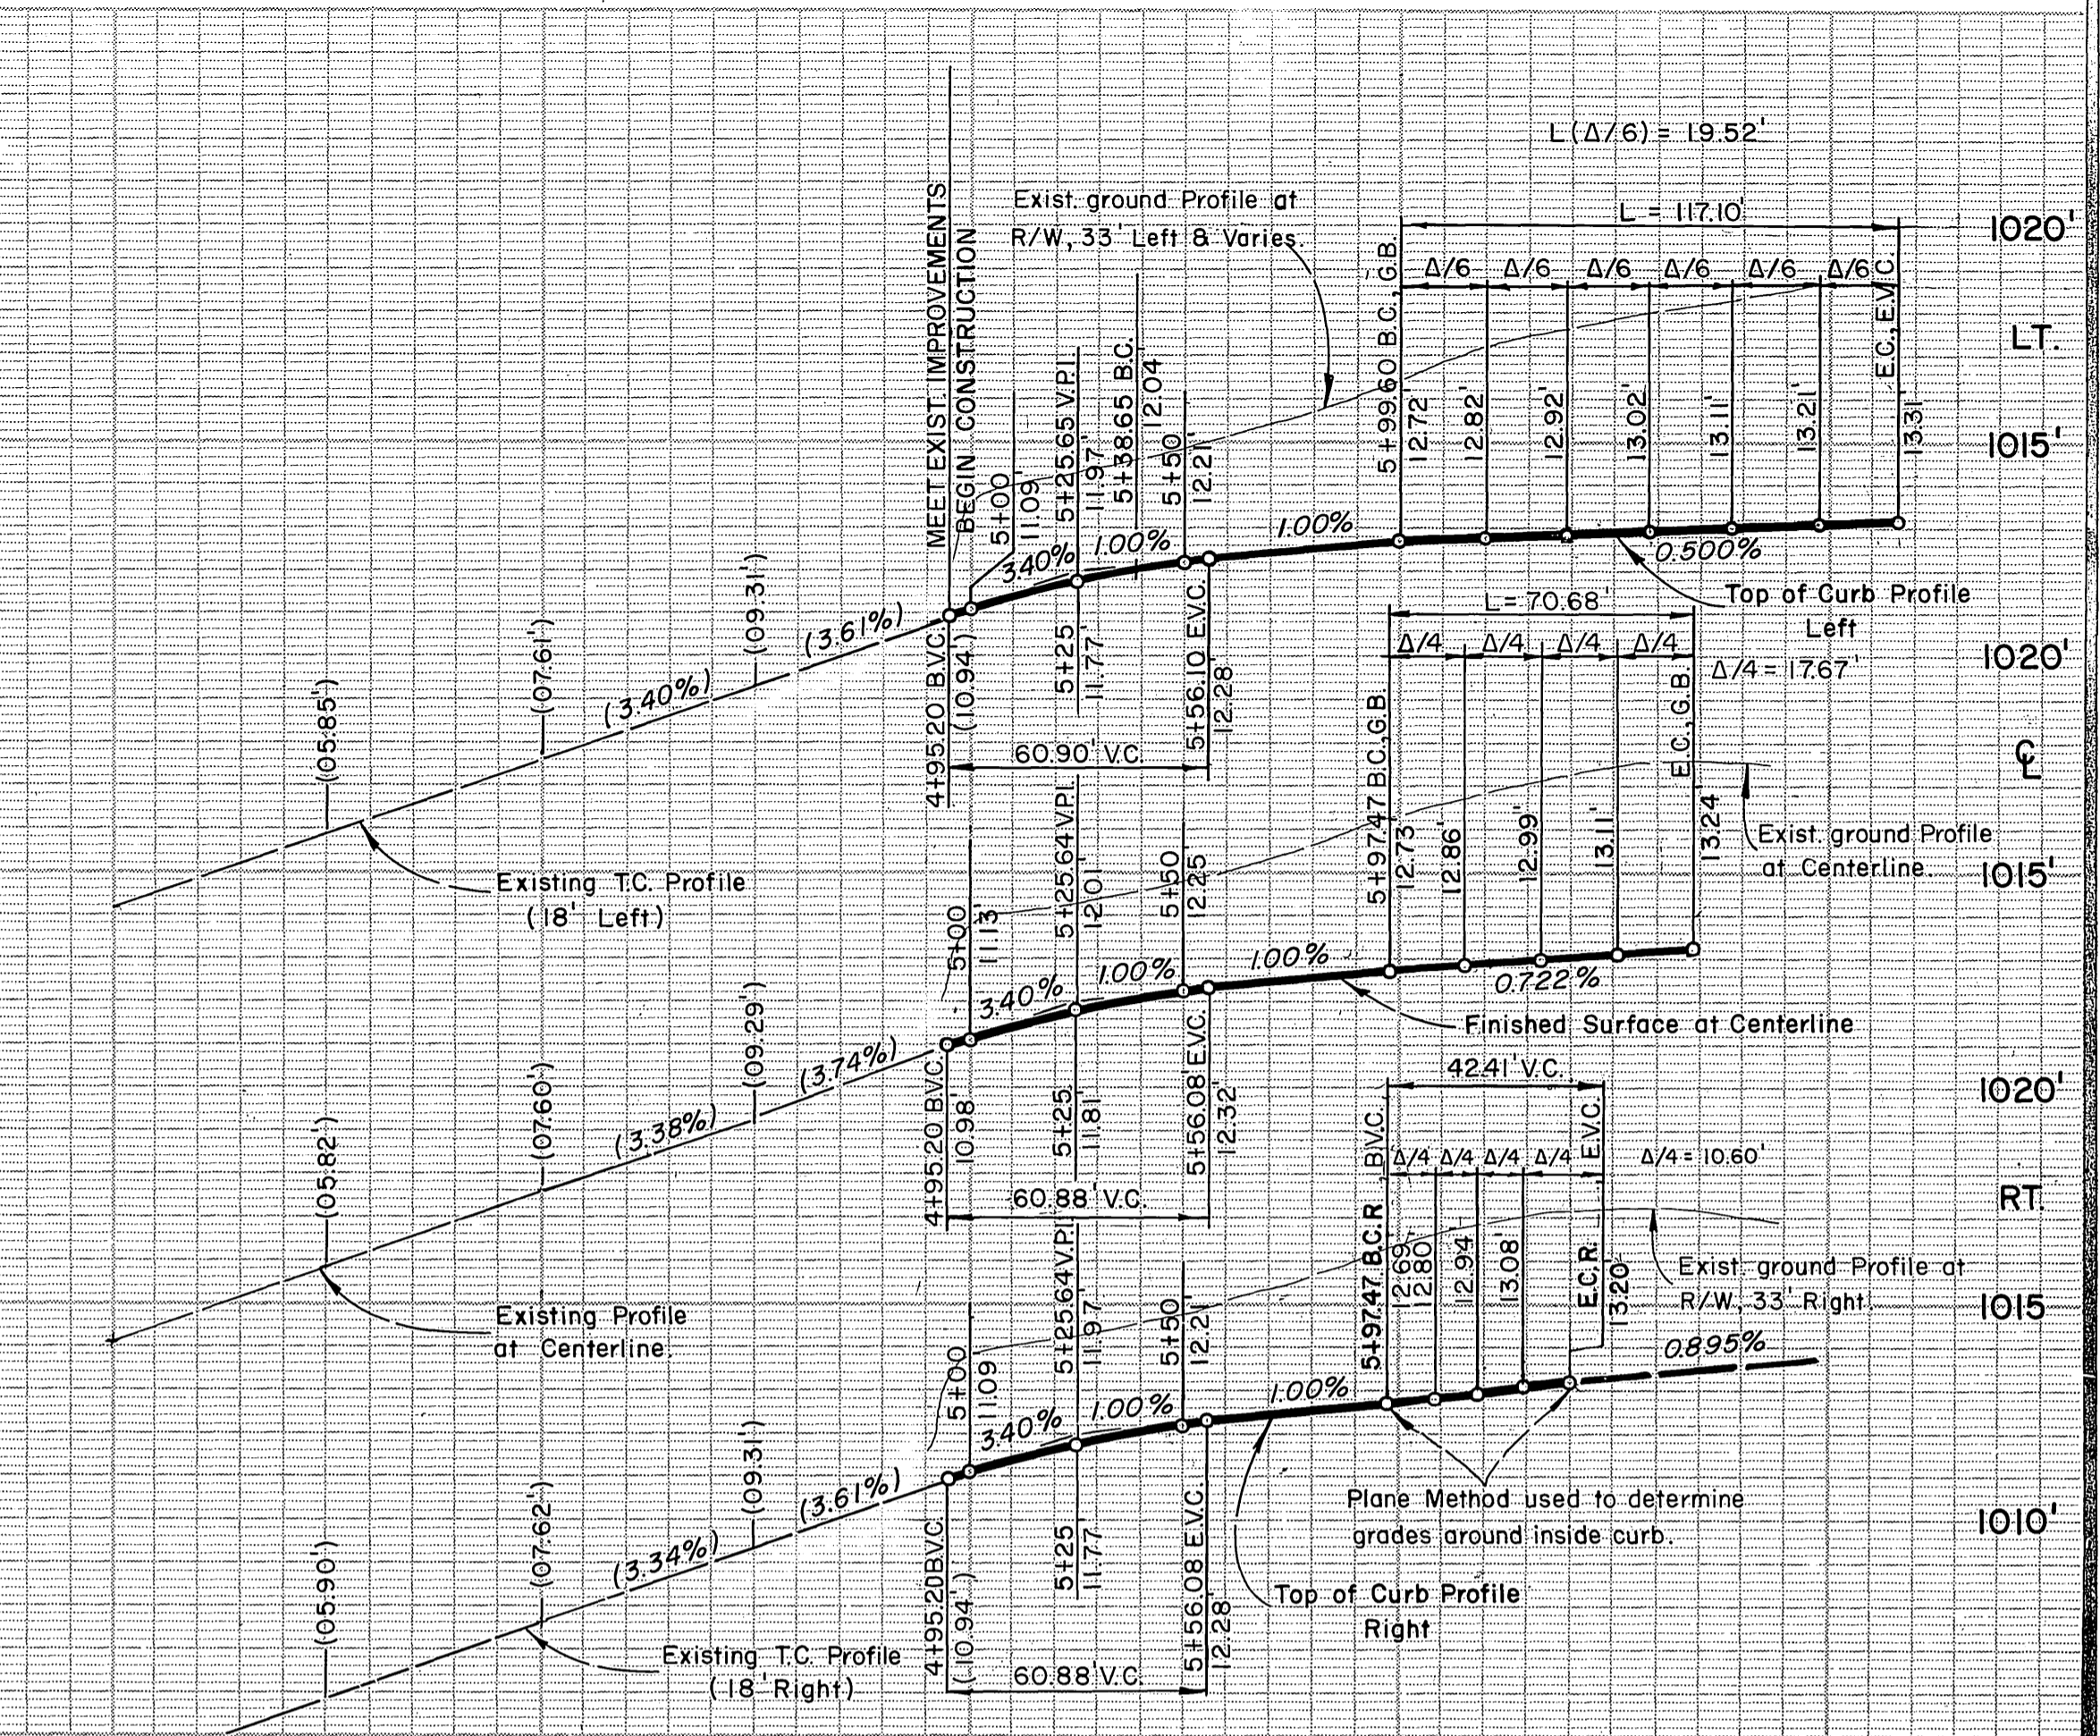 L (Δ/6) = 19.52'
L = 117.10'
Exist. ground Profile at
R/W, 33' Left & Varies.
1020'
LT.
1015'
Δ/6 Δ/6 Δ/6 Δ/6 Δ/6 Δ/6
MEET EXIST. IMPROVEMENTS
BEGIN CONSTRUCTION
5+00
11.09'
5+25.65 V.P.I.
11.97'
5+38.65 B.C.
12.04
5+50
12.21'
5+99.60 B.C., G.B.
12.72'
12.82'
12.92'
13.02'
13.11'
13.21'
E.C., E.V.C.
13.31'
3.40%
1.00%
1.00%
0.500%
Top of Curb Profile
Left
(05.85')
(07.61')
(3.40%)
(09.31')
(3.61%)
4+95.20 B.V.C.
(10.94')
5+25
11.77'
5+56.10 E.V.C.
12.28'
60.90' V.C.
Existing T.C. Profile
(18' Left)
L = 70.68'
Δ/4 Δ/4 Δ/4 Δ/4
Δ/4 = 17.67'
1020'
℄
1015'
5+00
11.13
5+25.64 V.P.I.
12.01
5+50
12.25
5+97.47 B.C., G.B
12.73'
12.86'
12.99'
13.11'
E.C., G.B.
13.24'
Exist. ground Profile
at Centerline.
3.40%
1.00%
1.00%
0.722%
Finished Surface at Centerline
(05.82')
(07.60')
(3.38%)
(09.29')
(3.74%)
4+95.20 B.V.C.
10.98'
5+25
11.81'
5+56.08' E.V.C.
12.32'
60.88' V.C.
Existing Profile
at Centerline.
42.41' V.C.
Δ/4 Δ/4 Δ/4 Δ/4
Δ/4 = 10.60'
1020'
RT.
1015
1010'
5+00
11.09
5+25.64 V.P.I.
11.97
5+50
12.21'
5+97.47 B.C.R., B.V.C.
12.69'
12.80'
12.94'
13.08'
E.C.R., E.V.C.
13.20'
Exist. ground Profile at
R/W, 33' Right.
3.40%
1.00%
1.00%
0.895%
Plane Method used to determine
grades around inside curb.
Top of Curb Profile
Right
(05.90')
(07.62')
(3.34%)
(09.31')
(3.61%)
4+95.20 B.V.C.
(10.94')
5+25
11.77'
5+56.08 E.V.C.
12.28
60.88' V.C.
Existing T.C. Profile
(18' Right)